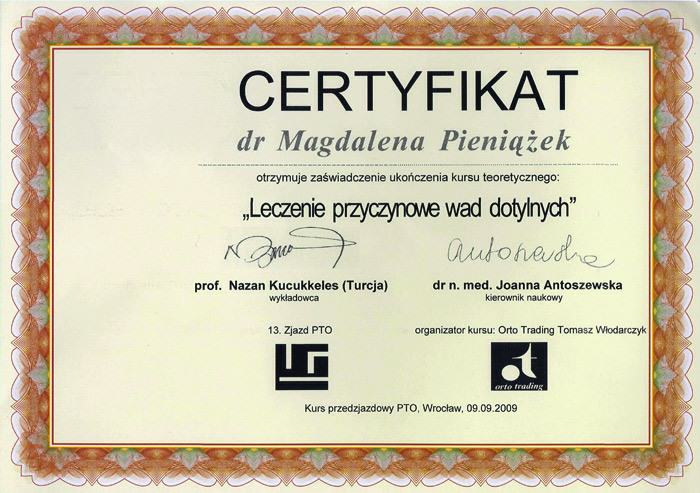 CERTYFIKAT
dr Magdalena Pieniążek
otrzymuje zaświadczenie ukończenia kursu teoretycznego:
„Leczenie przyczynowe wad dotylnych"
Antoszewska
prof. Nazan Kucukkeles (Turcja)
dr n. med. Joanna Antoszewska
wykładowca
kierownik naukowy
13. Zjazd PTO
organizator kursu: Orto Trading Tomasz Włodarczyk
ot
orto trading
Kurs przedzjazdowy PTO, Wrocław, 09.09.2009